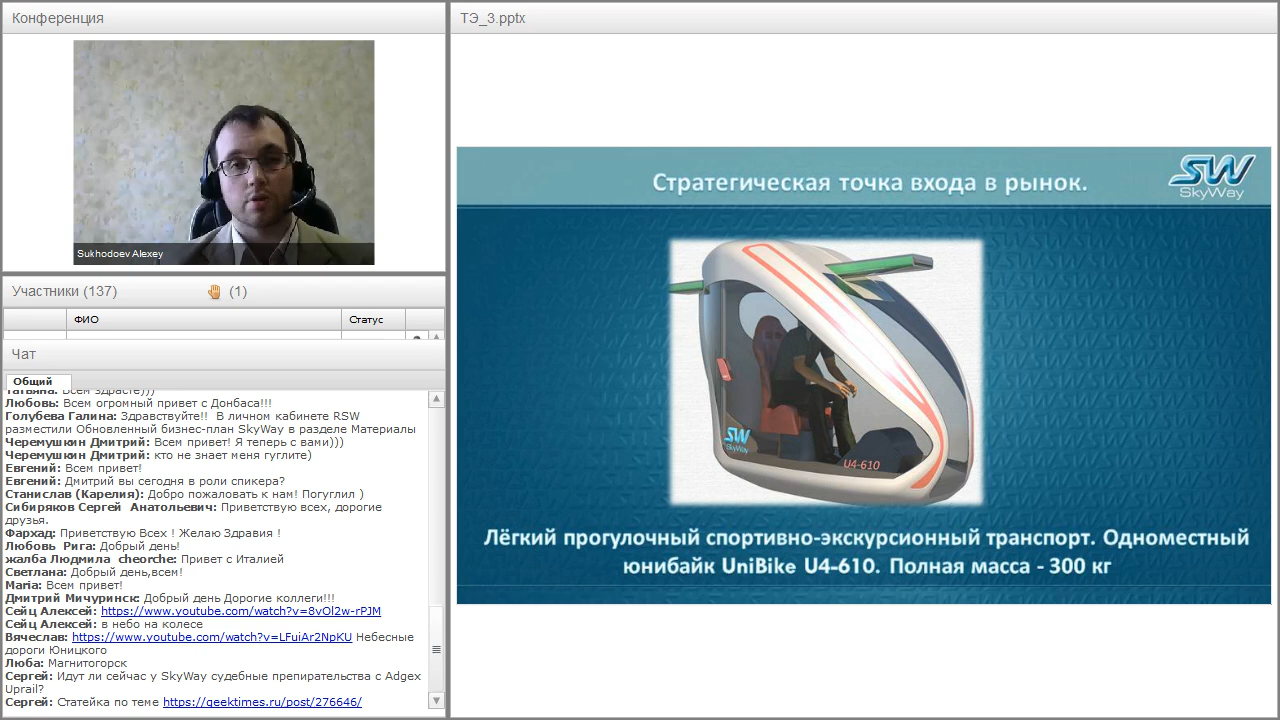 Конференция
Sukhodoev Alexey
Участники (137)
(1)
ФИО
Статус
Чат
Общий
Татьяна: Всем здрасте)))
Любовь: Всем огромный привет с Донбаса!!!
Голубева Галина: Здравствуйте!! В личном кабинете RSW
разместили Обновленный бизнес-план SkyWay в разделе Материалы
Черемушкин Дмитрий: Всем привет! Я теперь с вами)))
Черемушкин Дмитрий: кто не знает меня гуглите)
Евгений: Всем привет!
Евгений: Дмитрий вы сегодня в роли спикера?
Станислав (Карелия): Добро пожаловать к нам! Погуглил )
Сибиряков Сергей Анатольевич: Приветствую всех, дорогие
друзья.
Фархад: Приветствую Всех ! Желаю Здравия !
Любовь Рига: Добрый день!
жалба Людмила cheorche: Привет с Италией
Светлана: Добрый день,всем!
Maria: Всем привет!
Дмитрий Мичуринск: Добрый день Дорогие коллеги!!!
Сейц Алексей: https://www.youtube.com/watch?v=8vOl2w-rPJM
Сейц Алексей: в небо на колесе
Вячеслав: https://www.youtube.com/watch?v=LFuiAr2NpKU Небесные
дороги Юницкого
Люба: Магнитогорск
Сергей: Идут ли сейчас у SkyWay судебные препирательства с Adgex
Uprail?
Сергей: Статейка по теме https://geektimes.ru/post/276646/
ТЭ_3.pptx
Стратегическая точка входа в рынок.
SW
SkyWay
SW
SkyWay
U4-610
Лёгкий прогулочный спортивно-экскурсионный транспорт. Одноместный
юнибайк UniBike U4-610. Полная масса - 300 кг